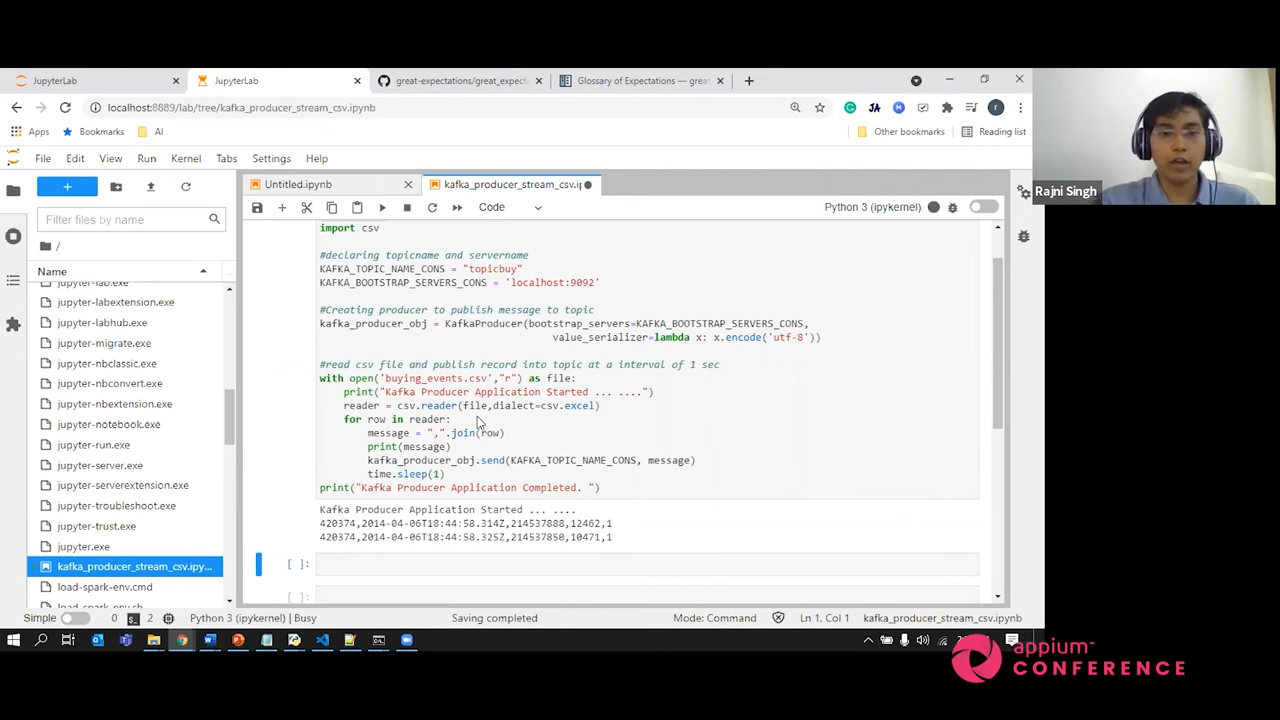 JupyterLab
JupyterLab
great-expectations/great_expect
Glossary of Expectations — grea
localhost:8889/lab/tree/kafka_producer_stream_csv.ipynb
Apps
Bookmarks
AI
Other bookmarks
Reading list
File Edit View Run Kernel Tabs Settings Help
Untitled.ipynb
kafka_producer_stream_csv.ip
Code
Python 3 (ipykernel)
Rajni Singh
Filter files by name
/
Name
jupyter-lab.exe
jupyter-labextension.exe
jupyter-labhub.exe
jupyter-migrate.exe
jupyter-nbclassic.exe
jupyter-nbconvert.exe
jupyter-nbextension.exe
jupyter-notebook.exe
jupyter-run.exe
jupyter-server.exe
jupyter-serverextension.exe
jupyter-troubleshoot.exe
jupyter-trust.exe
jupyter.exe
kafka_producer_stream_csv.ipy...
load-spark-env.cmd
load-spark-env.sh
import csv
#declaring topicname and servername
KAFKA_TOPIC_NAME_CONS = "topicbuy"
KAFKA_BOOTSTRAP_SERVERS_CONS = 'localhost:9092'
#Creating producer to publish message to topic
kafka_producer_obj = KafkaProducer(bootstrap_servers=KAFKA_BOOTSTRAP_SERVERS_CONS,
value_serializer=lambda x: x.encode('utf-8'))
#read csv file and publish record into topic at a interval of 1 sec
with open('buying_events.csv',"r") as file:
print("Kafka Producer Application Started ... ....")
reader = csv.reader(file,dialect=csv.excel)
for row in reader:
message = ",".join(row)
print(message)
kafka_producer_obj.send(KAFKA_TOPIC_NAME_CONS, message)
time.sleep(1)
print("Kafka Producer Application Completed. ")
Kafka Producer Application Started ... ....
420374,2014-04-06T18:44:58.314Z,214537888,12462,1
420374,2014-04-06T18:44:58.325Z,214537850,10471,1
[ ]:
[ ]:
Simple
0
2
Python 3 (ipykernel) | Busy
Saving completed
Mode: Command
Ln 1, Col 1
kafka_producer_stream_csv.ipynb
appium
CONFERENCE